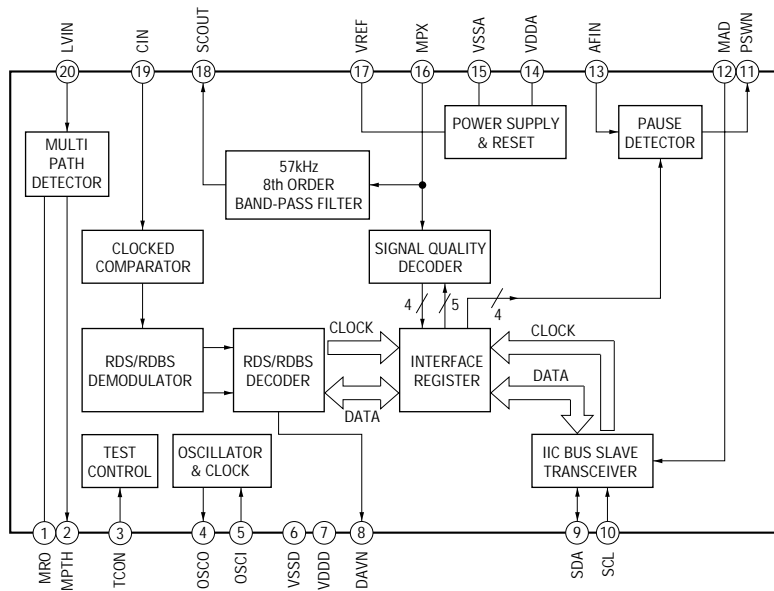 LVIN
CIN
SCOUT
VREF
MPX
VSSA
VDDA
AFIN
MAD
PSWN
20
19
18
17
16
15
14
13
12
11
MULTI
PATH
DETECTOR
57kHz
8th ORDER
BAND-PASS FILTER
POWER SUPPLY
& RESET
PAUSE
DETECTOR
CLOCKED
COMPARATOR
SIGNAL QUALITY
DECODER
4
5
4
RDS/RDBS
DEMODULATOR
RDS/RDBS
DECODER
CLOCK
DATA
INTERFACE
REGISTER
CLOCK
DATA
TEST
CONTROL
OSCILLATOR
& CLOCK
IIC BUS SLAVE
TRANSCEIVER
1
2
3
4
5
6
7
8
9
10
MRO
MPTH
TCON
OSCO
OSCI
VSSD
VDDD
DAVN
SDA
SCL